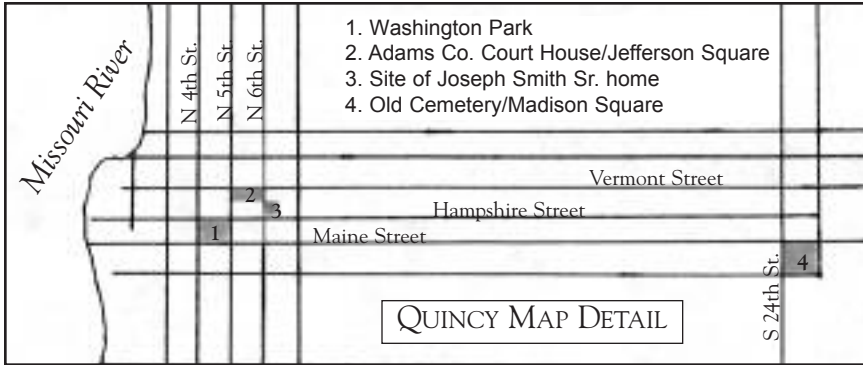 1. Washington Park
2. Adams Co. Court House/Jefferson Square
3. Site of Joseph Smith Sr. home
4. Old Cemetery/Madison Square
Missouri River
N 4th St.
N 5th St.
N 6th St.
Vermont Street
2
3
Hampshire Street
1
Maine Street
4
S 24th St.
QUINCY MAP DETAIL